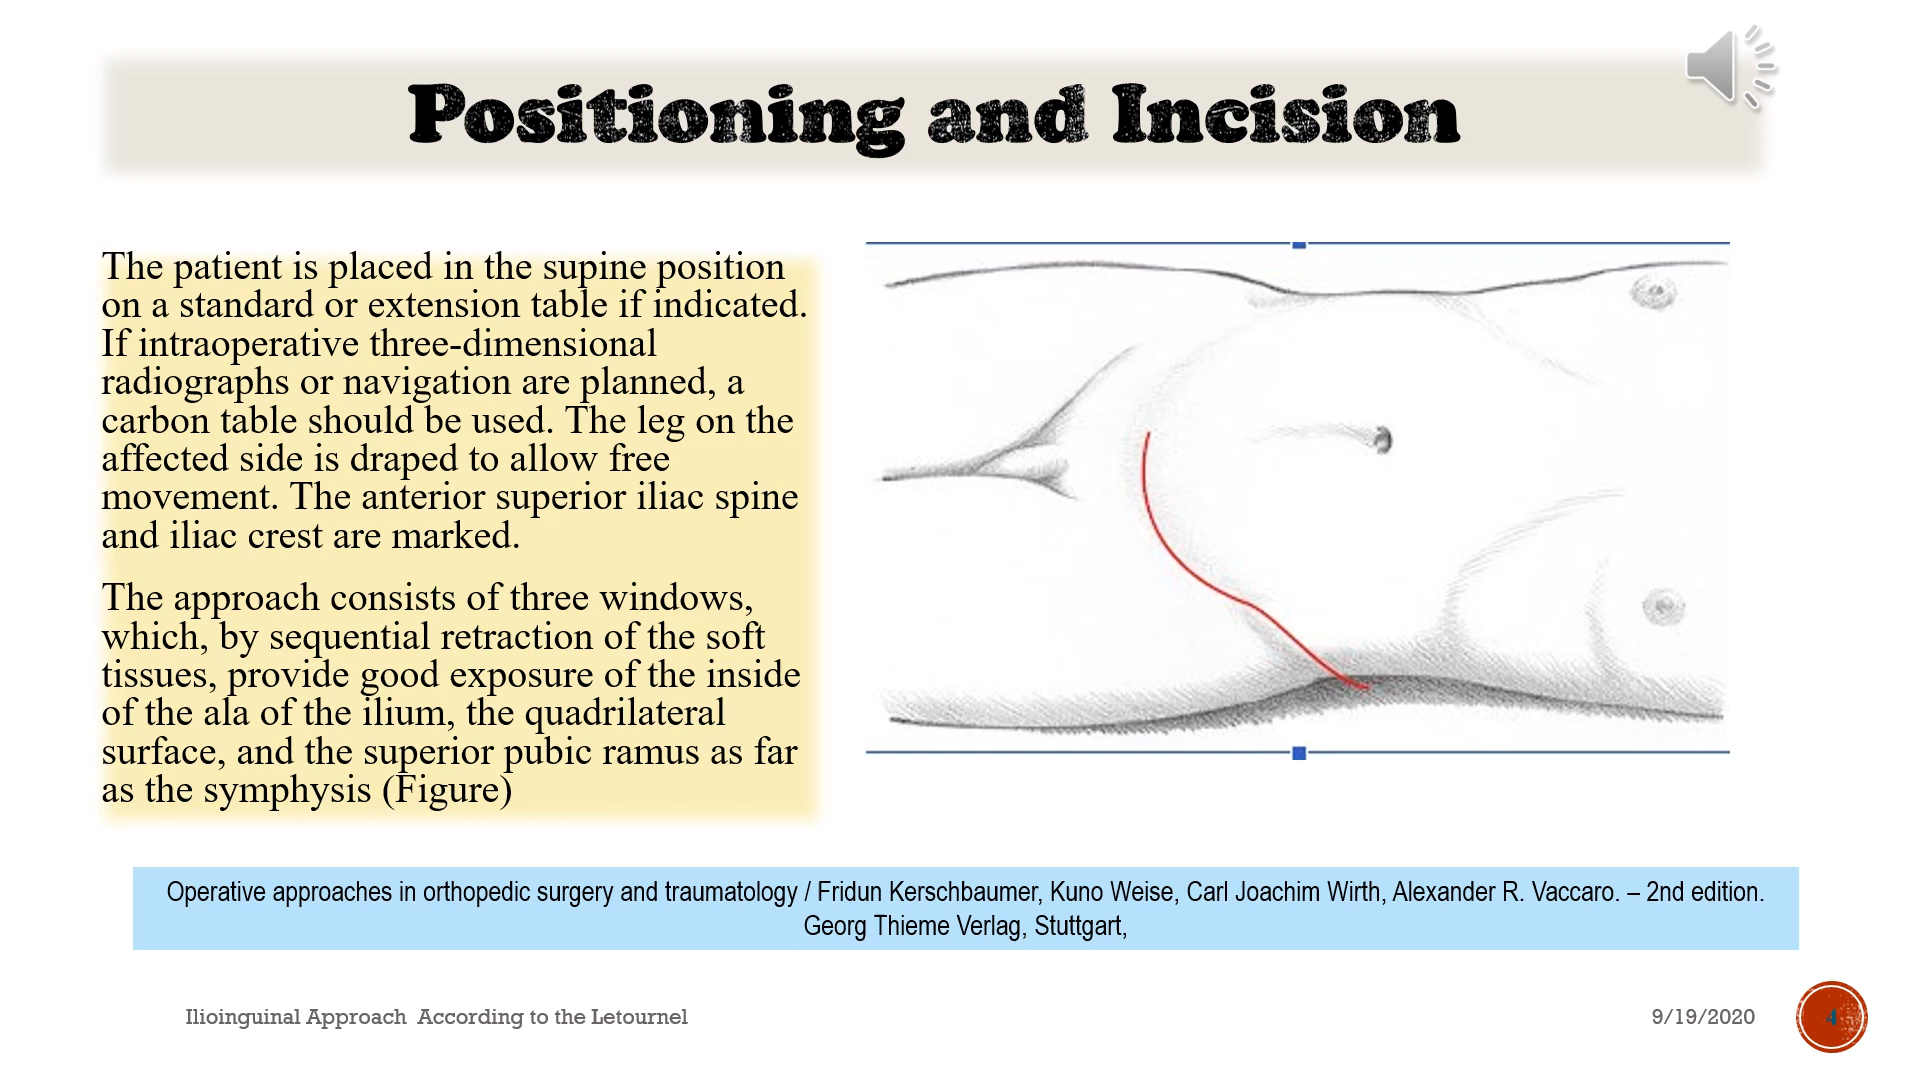 Positioning and Incision
The patient is placed in the supine position
on a standard or extension table if indicated.
If intraoperative three-dimensional
radiographs or navigation are planned, a
carbon table should be used. The leg on the
affected side is draped to allow free
movement. The anterior superior iliac spine
and iliac crest are marked.
The approach consists of three windows,
which, by sequential retraction of the soft
tissues, provide good exposure of the inside
of the ala of the ilium, the quadrilateral
surface, and the superior pubic ramus as far
as the symphysis (Figure)
Operative approaches in orthopedic surgery and traumatology / Fridun Kerschbaumer, Kuno Weise, Carl Joachim Wirth, Alexander R. Vaccaro. – 2nd edition.
Georg Thieme Verlag, Stuttgart,
Ilioinguinal Approach According to the Letournel
9/19/2020
4